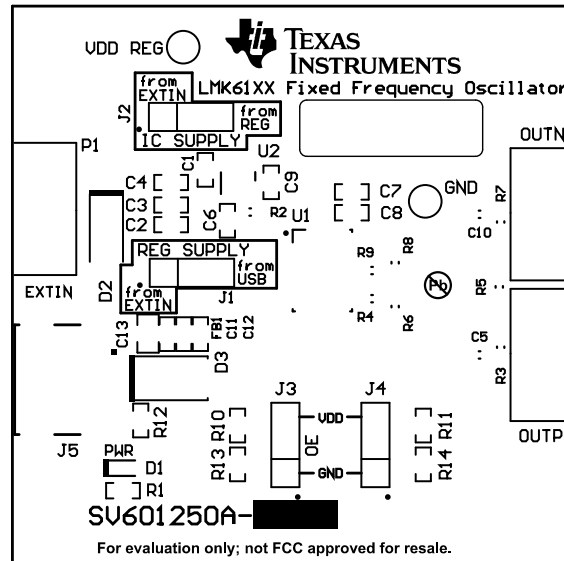 VDD REG
TEXAS
INSTRUMENTS
LMK61XX Fixed Frequency Oscillator
from
EXTIN
J2
from
REG
IC SUPPLY
P1
OUTN
C1
U2
C4
C9
C7
GND
R7
C3
C6
R2
U1
C8
C2
C10
REG SUPPLY
R9
R8
from
USB
Pb
R5
EXTIN
D2
from
EXTIN
J1
R4
R6
C13
FB1
C11
C12
C5
D3
R3
J3
J4
R12
R10
VDD
R11
OUTP
J5
OE
PWR
R13
R14
D1
GND
R1
SV601250A-
For evaluation only; not FCC approved for resale.